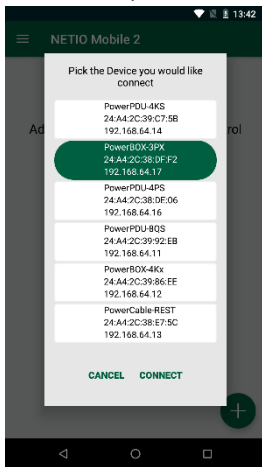 13:42
NETIO Mobile 2
Pick the Device you would like
connect
Ad
rol
PowerPDU-4KS
24:A4:2C:39:C7:5B
192.168.64.14
PowerBOX-3PX
24:A4:2C:38:DF:F2
192.168.64.17
PowerPDU-4PS
24:A4:2C:38:DE:06
192.168.64.16
PowerPDU-8QS
24:A4:2C:39:92:EB
192.168.64.11
PowerBOX-4Kx
24:A4:2C:39:86:EE
192.168.64.12
PowerCable-REST
24:A4:2C:38:E7:5C
192.168.64.13
CANCEL CONNECT